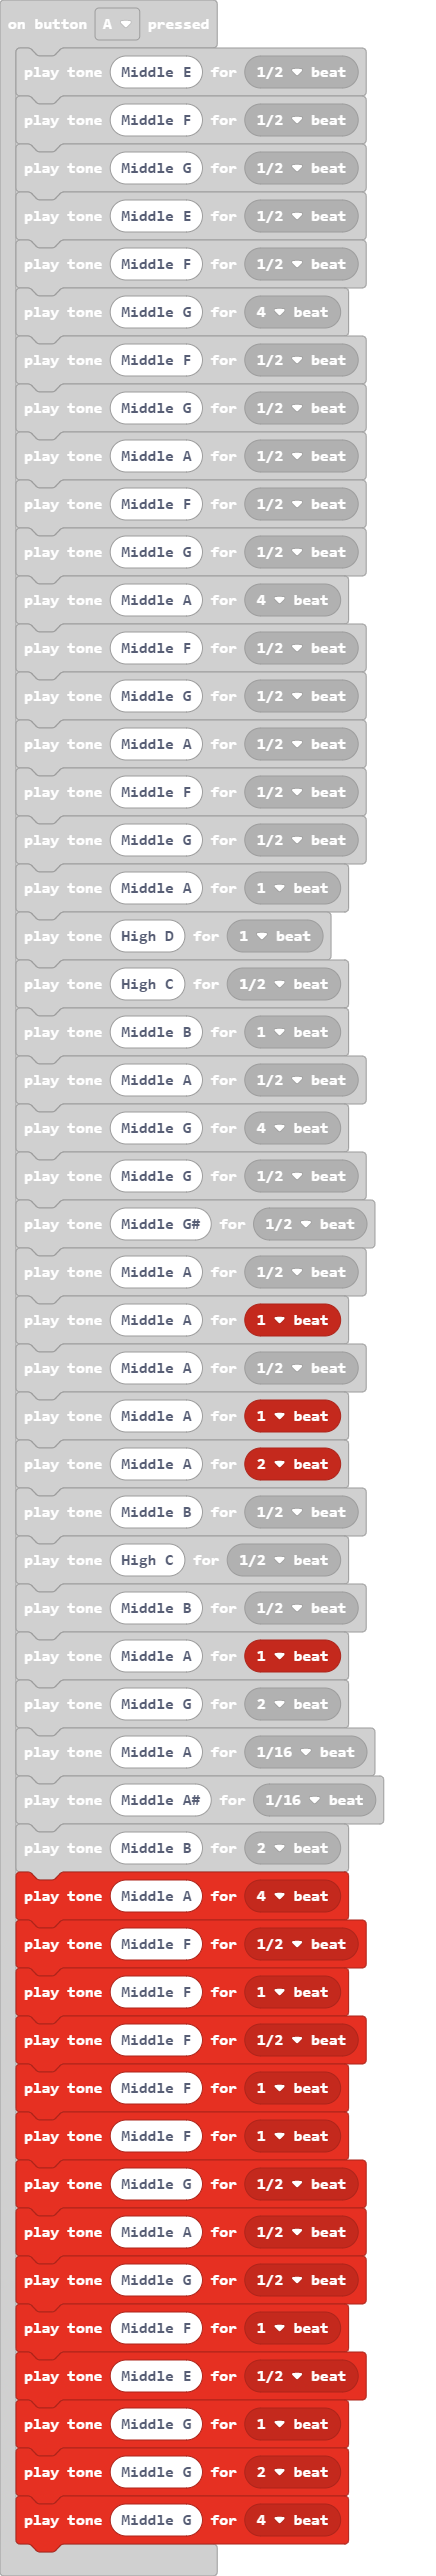 on button A pressed
play tone Middle E for 1/2 beat
play tone Middle F for 1/2 beat
play tone Middle G for 1/2 beat
play tone Middle E for 1/2 beat
play tone Middle F for 1/2 beat
play tone Middle G for 4 beat
play tone Middle F for 1/2 beat
play tone Middle G for 1/2 beat
play tone Middle A for 1/2 beat
play tone Middle F for 1/2 beat
play tone Middle G for 1/2 beat
play tone Middle A for 4 beat
play tone Middle F for 1/2 beat
play tone Middle G for 1/2 beat
play tone Middle A for 1/2 beat
play tone Middle F for 1/2 beat
play tone Middle G for 1/2 beat
play tone Middle A for 1 beat
play tone High D for 1 beat
play tone High C for 1/2 beat
play tone Middle B for 1 beat
play tone Middle A for 1/2 beat
play tone Middle G for 4 beat
play tone Middle G for 1/2 beat
play tone Middle G# for 1/2 beat
play tone Middle A for 1/2 beat
play tone Middle A for 1 beat
play tone Middle A for 1/2 beat
play tone Middle A for 1 beat
play tone Middle A for 2 beat
play tone Middle B for 1/2 beat
play tone High C for 1/2 beat
play tone Middle B for 1/2 beat
play tone Middle A for 1 beat
play tone Middle G for 2 beat
play tone Middle A for 1/16 beat
play tone Middle A# for 1/16 beat
play tone Middle B for 2 beat
play tone Middle A for 4 beat
play tone Middle F for 1/2 beat
play tone Middle F for 1 beat
play tone Middle F for 1/2 beat
play tone Middle F for 1 beat
play tone Middle F for 1 beat
play tone Middle G for 1/2 beat
play tone Middle A for 1/2 beat
play tone Middle G for 1/2 beat
play tone Middle F for 1 beat
play tone Middle E for 1/2 beat
play tone Middle G for 1 beat
play tone Middle G for 2 beat
play tone Middle G for 4 beat